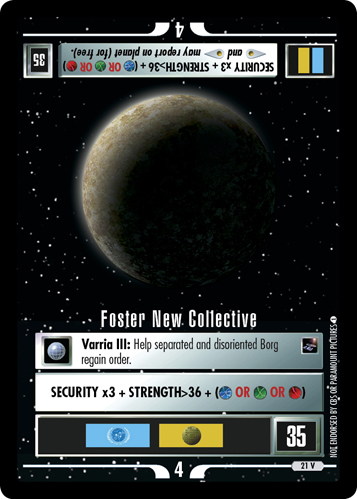 4
35
SECURITY x3 + STRENGTH>36 + ( OR OR )
and may report on planet (for free).
Foster New Collective
Varria III: Help separated and disoriented Borg
regain order.
SECURITY x3 + STRENGTH>36 + ( OR OR )
35
4
21 V
NOT ENDORSED BY CBS OR PARAMOUNT PICTURES